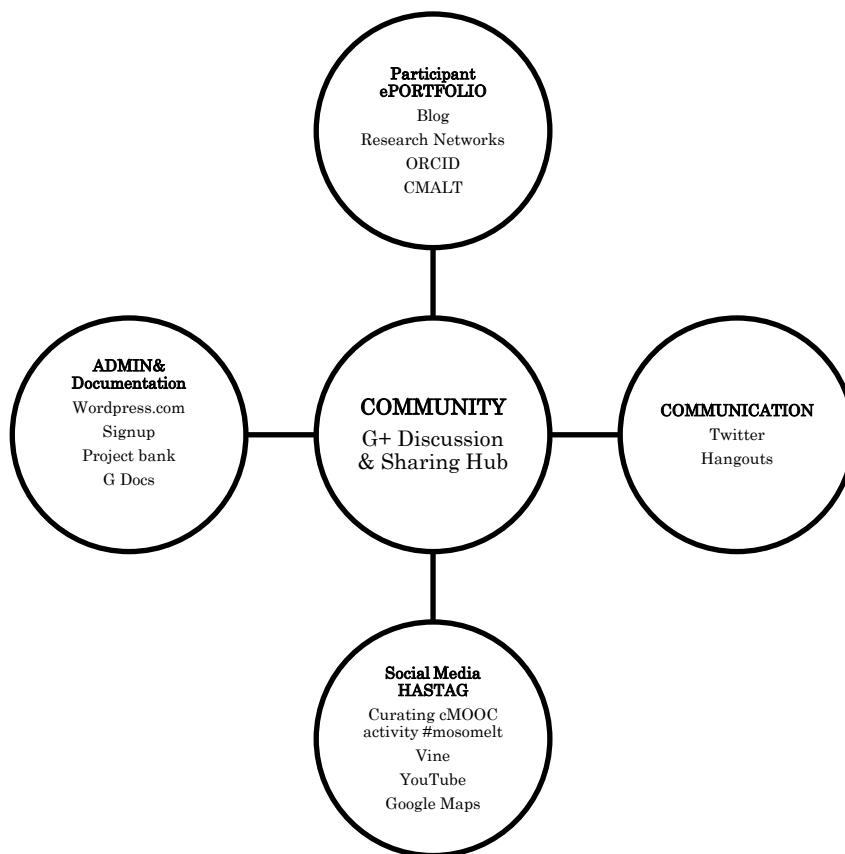 Participant
ePORTFOLIO
Blog
Research Networks
ORCID
CMALT
ADMIN&
Documentation
Wordpress.com
Signup
Project bank
G Docs
COMMUNITY
G+ Discussion
& Sharing Hub
COMMUNICATION
Twitter
Hangouts
Social Media
HASTAG
Curating cMOOC
activity #mosomelt
Vine
YouTube
Google Maps